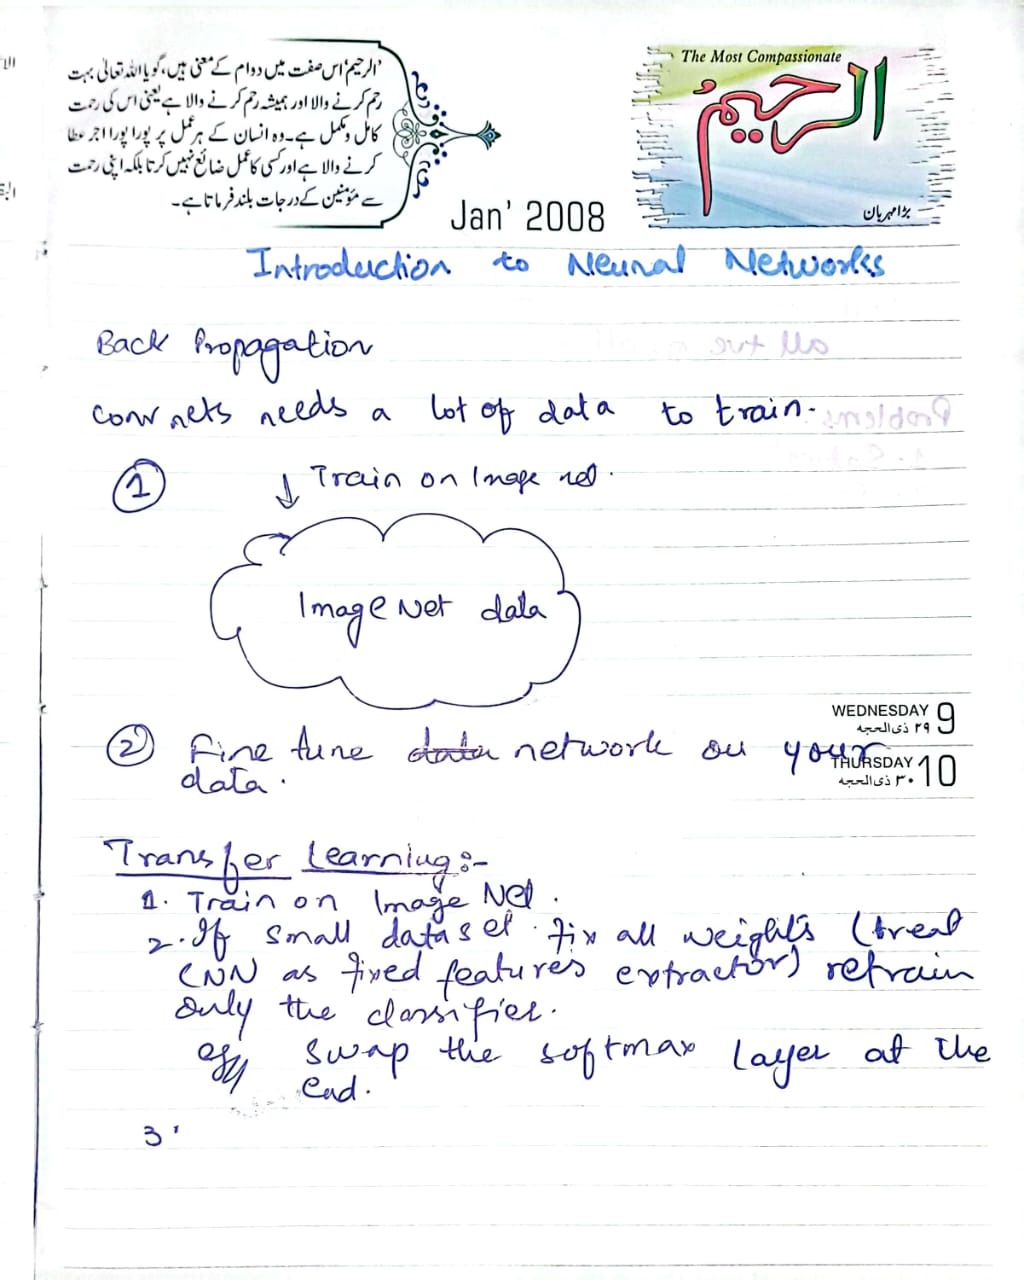 'الرحیم' اس صفت میں دوام کے معنی ہیں، گویا اللہ تعالیٰ بہت
رحم کرنے والا اور ہمیشہ رحم کرنے والا ہے یعنی اس کی رحمت
کامل و مکمل ہے۔ وہ انسان کے ہر عمل پر پورا پورا اجر عطا
کرنے والا ہے اور کسی کا عمل ضائع نہیں کرتا بلکہ اپنی رحمت
سے مؤمنین کے درجات بلند فرماتا ہے۔
The Most Compassionate
الرحیم
بڑا مہربان
Jan' 2008
Introduction to Neural Networks
Back Propagation
Conv nets needs a lot of data to train.
1
Train on Image net.
ImageNet data
WEDNESDAY 9
۲۹ ذی الحجہ
2 Fine tune data network on your
THURSDAY 10
۳۰ ذی الحجہ
data.
Transfer Learning:-
1. Train on Image Net.
2. If small dataset. fix all weights (treat
CNN as fixed features extractor) retrain
only the classifier.
eg, swap the softmax layer at the
end.
3.